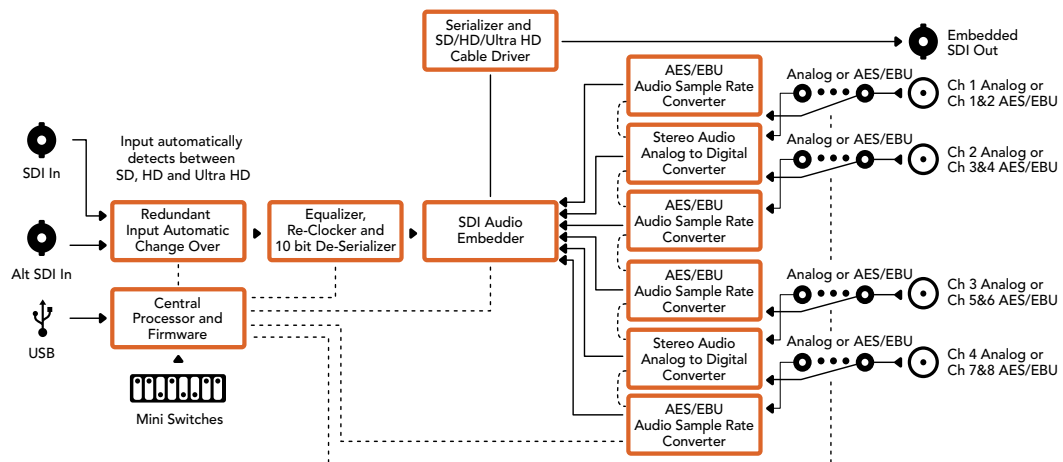 Serializer and
SD/HD/Ultra HD
Cable Driver
Embedded
SDI Out
AES/EBU
Audio Sample Rate
Converter
Analog or AES/EBU
Ch 1 Analog or
Ch 1&2 AES/EBU
Input automatically
detects between
SD, HD and Ultra HD
SDI In
Stereo Audio
Analog to Digital
Converter
Analog or AES/EBU
Ch 2 Analog or
Ch 3&4 AES/EBU
Redundant
Input Automatic
Change Over
Equalizer,
Re-Clocker and
10 bit De-Serializer
SDI Audio
Embedder
AES/EBU
Audio Sample Rate
Converter
Alt SDI In
Central
Processor and
Firmware
USB
AES/EBU
Audio Sample Rate
Converter
Analog or AES/EBU
Ch 3 Analog or
Ch 5&6 AES/EBU
Stereo Audio
Analog to Digital
Converter
Analog or AES/EBU
Ch 4 Analog or
Ch 7&8 AES/EBU
Mini Switches
AES/EBU
Audio Sample Rate
Converter